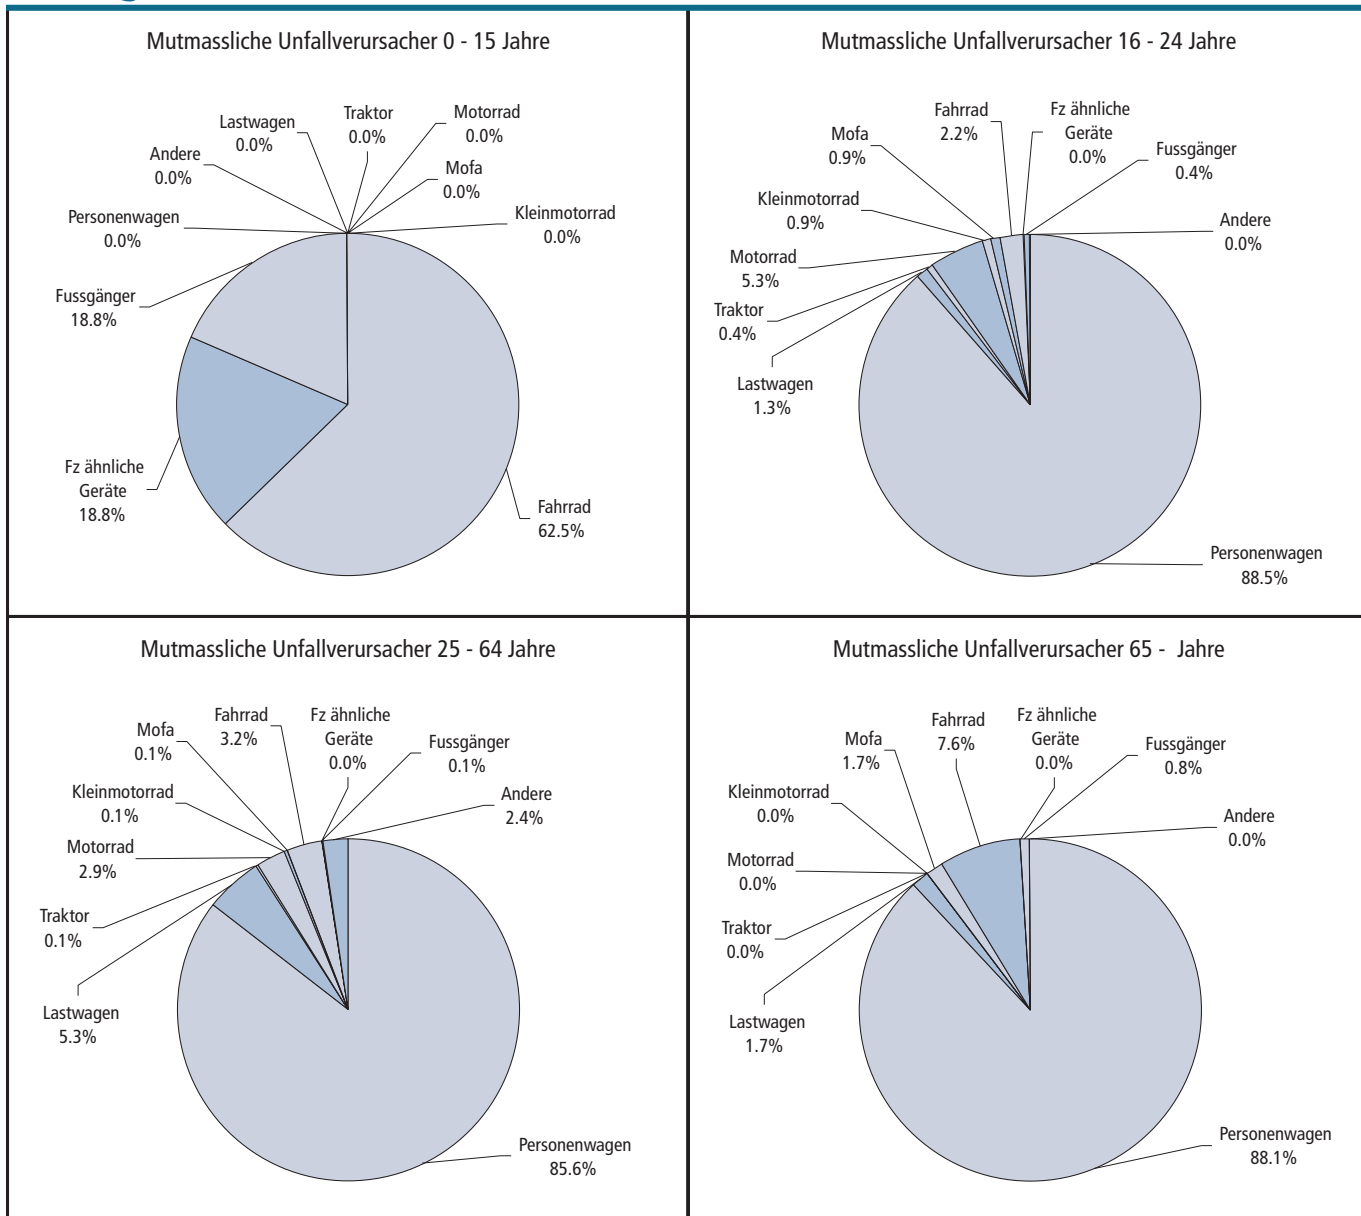 Mutmassliche Unfallverursacher 0 - 15 Jahre
Lastwagen
0.0%
Traktor
0.0%
Motorrad
0.0%
Andere
0.0%
Mofa
0.0%
Personenwagen
0.0%
Kleinmotorrad
0.0%
Fussgänger
18.8%
Fz ähnliche
Geräte
18.8%
Fahrrad
62.5%
Mutmassliche Unfallverursacher 16 - 24 Jahre
Fahrrad
2.2%
Fz ähnliche
Geräte
0.0%
Mofa
0.9%
Fussgänger
0.4%
Kleinmotorrad
0.9%
Andere
0.0%
Motorrad
5.3%
Traktor
0.4%
Lastwagen
1.3%
Personenwagen
88.5%
Mutmassliche Unfallverursacher 25 - 64 Jahre
Mofa
0.1%
Fahrrad
3.2%
Fz ähnliche
Geräte
0.0%
Fussgänger
0.1%
Kleinmotorrad
0.1%
Andere
2.4%
Motorrad
2.9%
Traktor
0.1%
Lastwagen
5.3%
Personenwagen
85.6%
Mutmassliche Unfallverursacher 65 -  Jahre
Mofa
1.7%
Fahrrad
7.6%
Fz ähnliche
Geräte
0.0%
Fussgänger
0.8%
Kleinmotorrad
0.0%
Andere
0.0%
Motorrad
0.0%
Traktor
0.0%
Lastwagen
1.7%
Personenwagen
88.1%